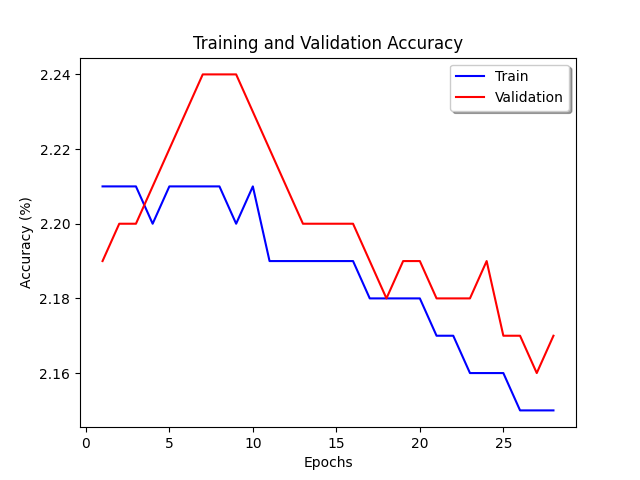 Training and Validation Accuracy
Train
Validation
Accuracy (%)
2.24
2.22
2.20
2.18
2.16
0 5 10 15 20 25
Epochs